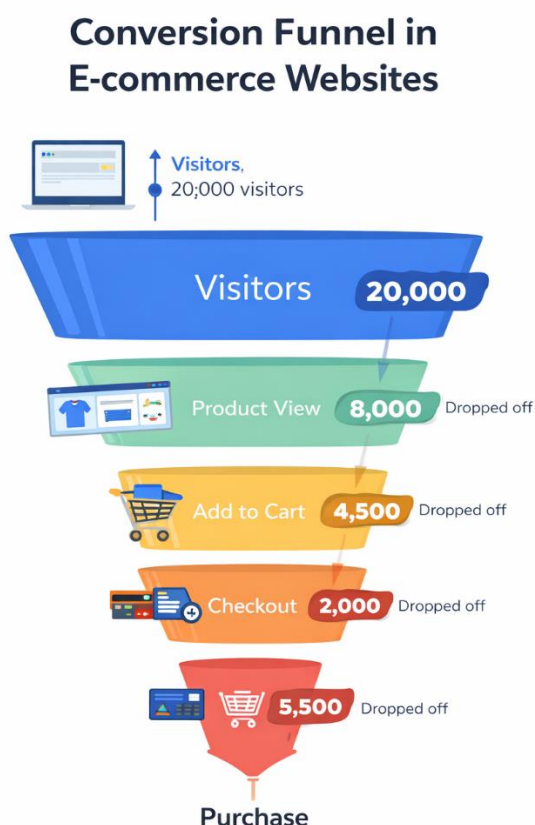 Conversion Funnel in
E-commerce Websites
Visitors,
20;000 visitors
Visitors 20,000
Product View 8,000 Dropped off
Add to Cart 4,500 Dropped off
Checkout 2,000 Dropped off
5,500 Dropped off
Purchase